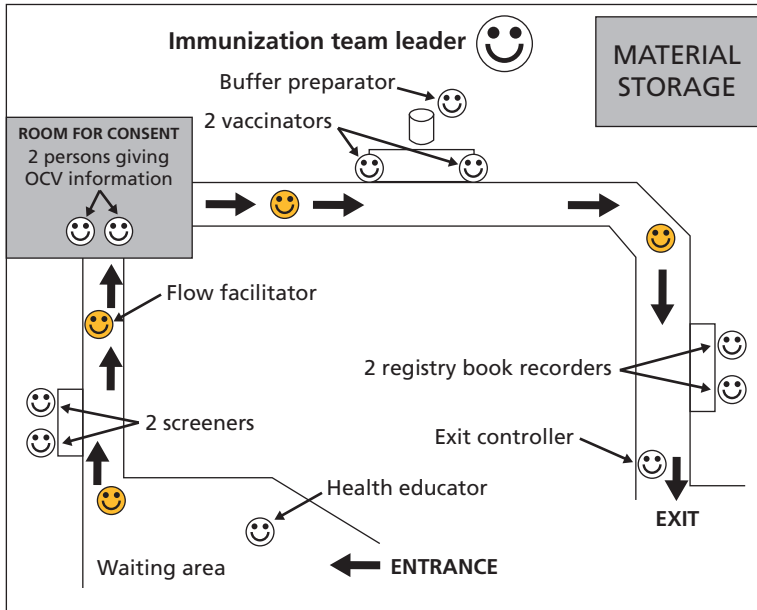 Immunization team leader
MATERIAL
STORAGE
Buffer preparator
2 vaccinators
ROOM FOR CONSENT
2 persons giving
OCV information
Flow facilitator
2 registry book recorders
2 screeners
Exit controller
Health educator
EXIT
Waiting area
ENTRANCE